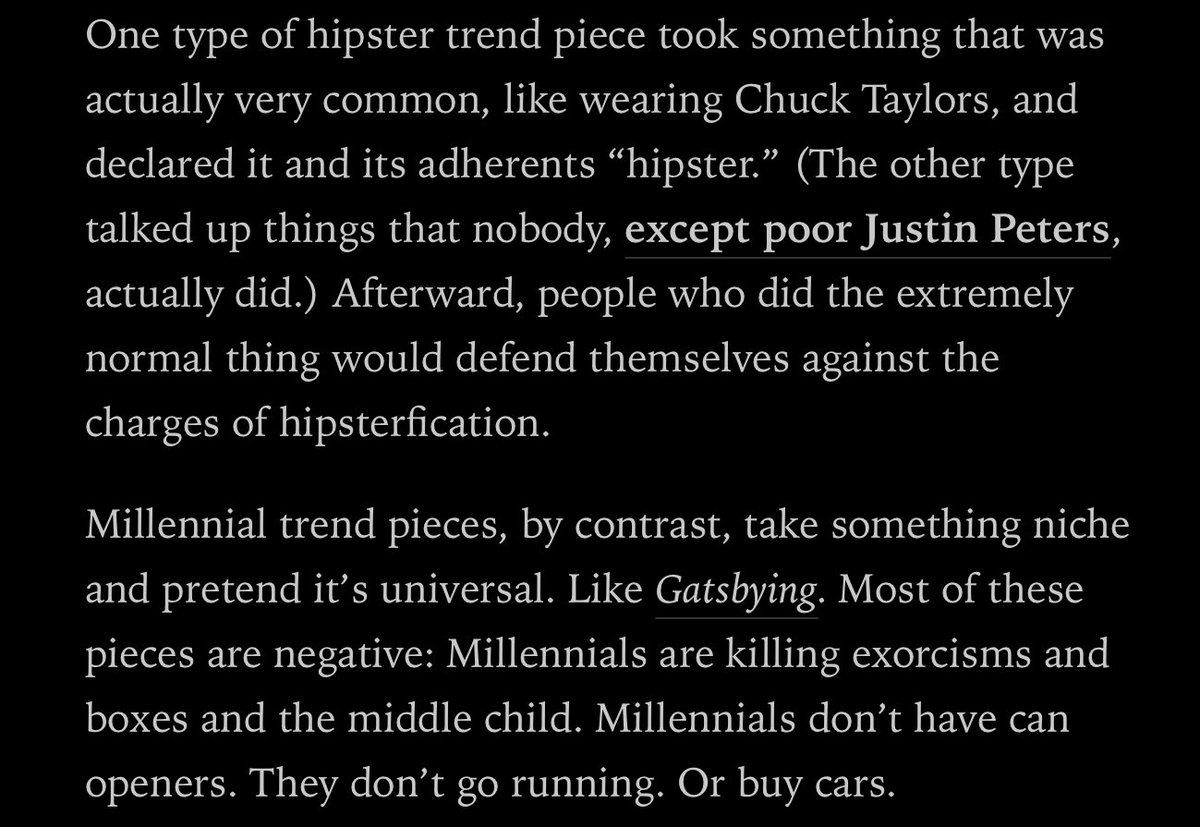 One type of hipster trend piece took something that was
actually very common, like wearing Chuck Taylors, and
declared it and its adherents “hipster.” (The other type
talked up things that nobody, except poor Justin Peters,
actually did.) Afterward, people who did the extremely
normal thing would defend themselves against the
charges of hipsterfication.
Millennial trend pieces, by contrast, take something niche
and pretend it’s universal. Like Gatsbying. Most of these
pieces are negative: Millennials are killing exorcisms and
boxes and the middle child. Millennials don’t have can
openers. They don’t go running. Or buy cars.